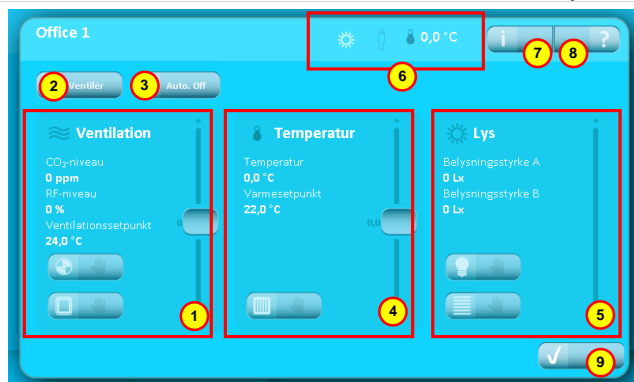 Office 1
0,0 °C
i
?
7
8
6
2
Ventiler
3
Auto. Off
Ventilation
+
CO₂-niveau
0 ppm
RF-niveau
0 %
Ventilationssetpunkt
24,0 °C
0
1
Temperatur
+
Temperatur
0,0 °C
Varmesetpunkt
22,0 °C
0,0
4
Lys
+
Belysningsstyrke A
0 Lx
Belysningsstyrke B
0 Lx
5
9